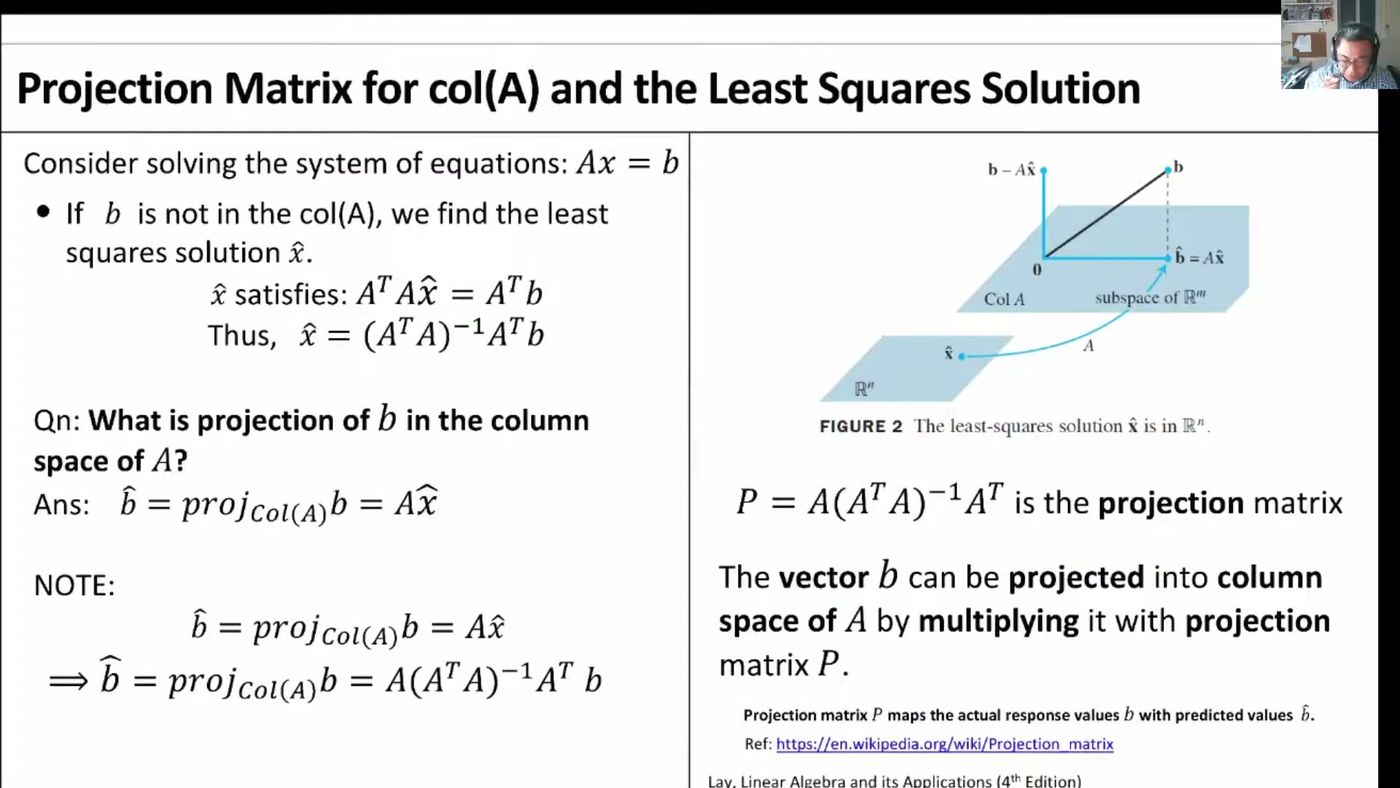 Projection Matrix for col(A) and the Least Squares Solution
Consider solving the system of equations: Ax = b
• If b is not in the col(A), we find the least
squares solution x̂.
x̂ satisfies: AᵀAx̂ = Aᵀb
Thus, x̂ = (AᵀA)⁻¹Aᵀb
Qn: What is projection of b in the column
space of A?
Ans: b̂ = proj_Col(A) b = Ax̂
NOTE:
b̂ = proj_Col(A) b = Ax̂
⟹ b̂ = proj_Col(A) b = A(AᵀA)⁻¹Aᵀ b
b – Ax̂
b
0
b̂ = Ax̂
Col A
subspace of ℝᵐ
A
x̂
ℝⁿ
FIGURE 2 The least-squares solution x̂ is in ℝⁿ.
P = A(AᵀA)⁻¹Aᵀ is the projection matrix
The vector b can be projected into column
space of A by multiplying it with projection
matrix P.
Projection matrix P maps the actual response values b with predicted values b̂.
Ref: https://en.wikipedia.org/wiki/Projection_matrix
Lay, Linear Algebra and its Applications (4th Edition)